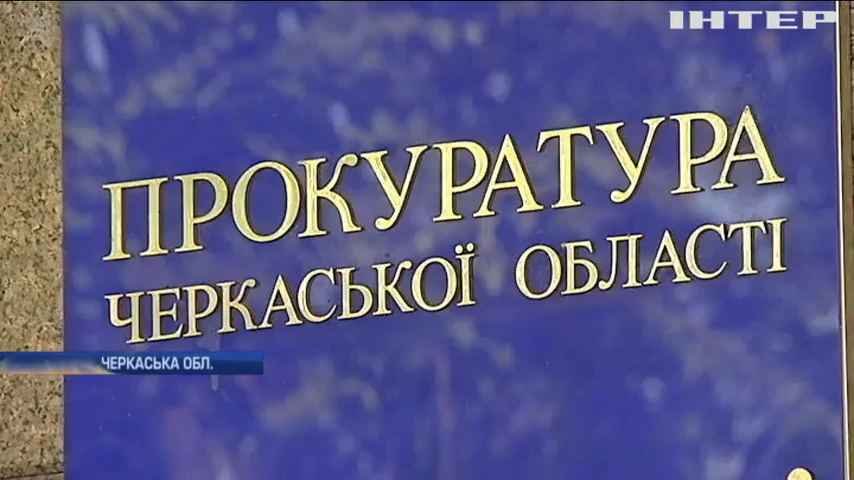 ІНТЕР
ПРОКУРАТУРА
ЧЕРКАСЬКОЇ ОБЛАСТІ
ЧЕРКАСЬКА ОБЛ.